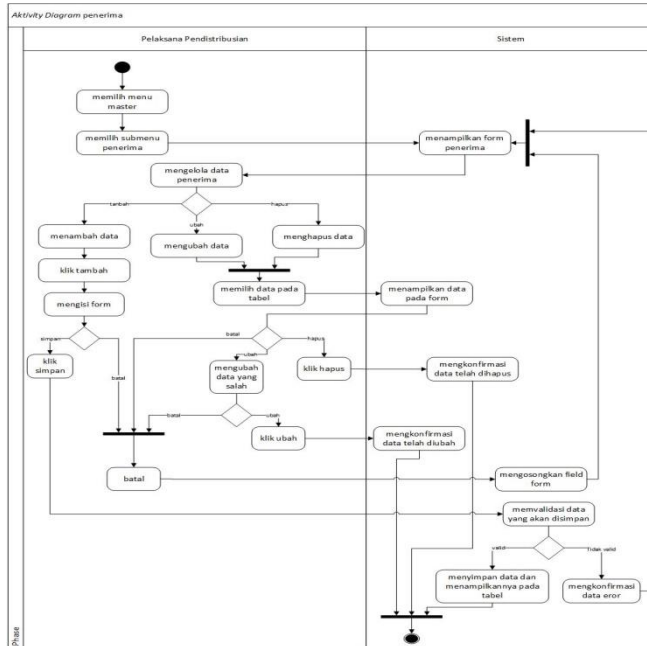 Aktivity Diagram penerima
Pelaksana Pendistribusian
Sistem
memilih menu
master
memilih submenu
penerima
menampilkan form
penerima
mengelola data
penerima
tambah
ubah
hapus
menambah data
mengubah data
menghapus data
klik tambah
memilih data pada
tabel
menampilkan data
pada form
mengisi form
simpan
batal
batal
hapus
ubah
klik
simpan
mengubah
data yang
salah
klik hapus
mengkonfirmasi
data telah dihapus
batal
ubah
klik ubah
mengkonfirmasi
data telah diubah
batal
mengosongkan field
form
memvalidasi data
yang akan disimpan
valid
Tidak valid
menyimpan data dan
menampilkannya pada
tabel
mengkonfirmasi
data eror
Phase